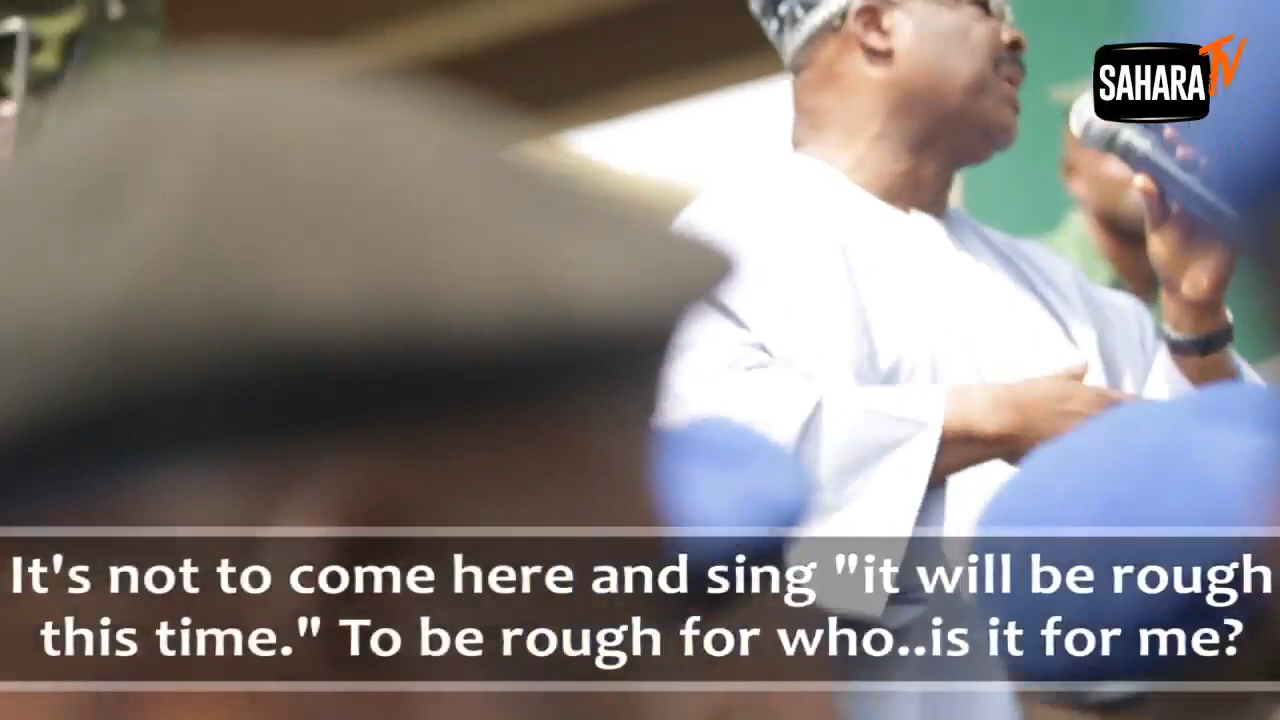 SAHARA TV
It's not to come here and sing "it will be rough
this time." To be rough for who..is it for me?